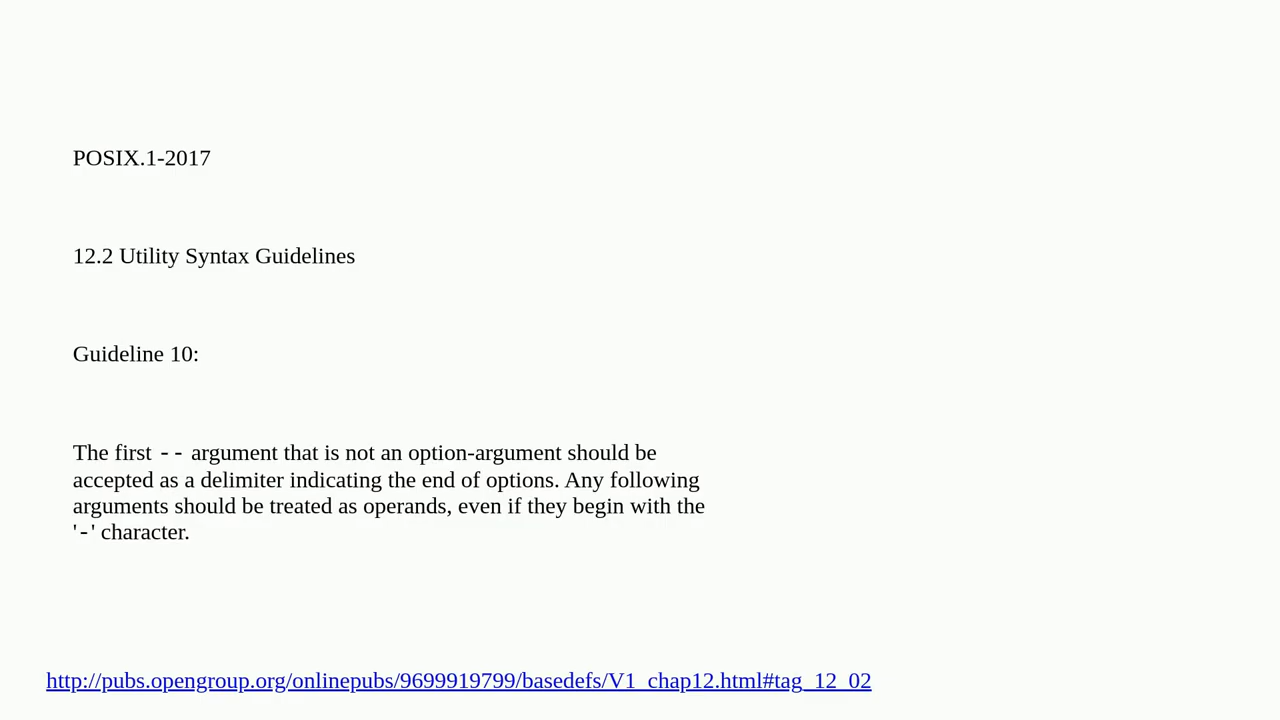 POSIX.1-2017
12.2 Utility Syntax Guidelines
Guideline 10:
The first -- argument that is not an option-argument should be
accepted as a delimiter indicating the end of options. Any following
arguments should be treated as operands, even if they begin with the
'-' character.
http://pubs.opengroup.org/onlinepubs/9699919799/basedefs/V1_chap12.html#tag_12_02